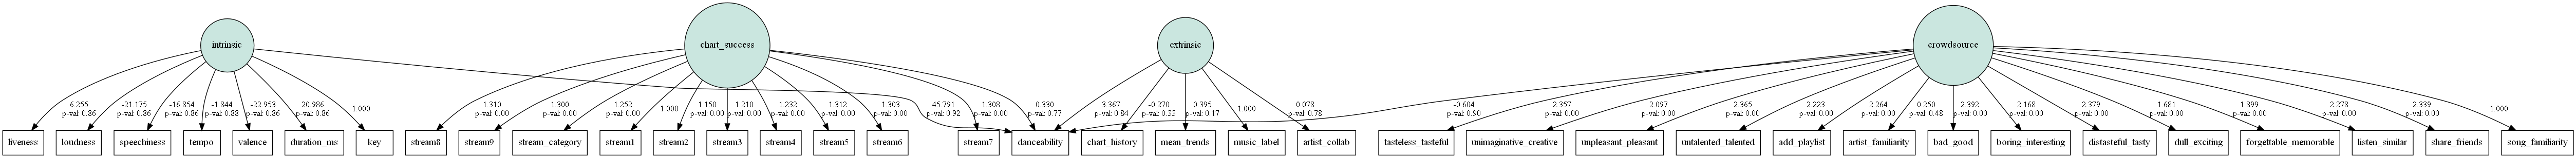 intrinsic
chart_success
extrinsic
crowdsource
6.255
p-val: 0.86
-21.175
p-val: 0.86
-16.854
p-val: 0.86
-1.844
p-val: 0.88
-22.953
p-val: 0.86
20.986
p-val: 0.86
1.000
1.310
p-val: 0.00
1.300
p-val: 0.00
1.252
p-val: 0.00
1.000
1.150
p-val: 0.00
1.210
p-val: 0.00
1.232
p-val: 0.00
1.312
p-val: 0.00
1.303
p-val: 0.00
45.791
p-val: 0.92
1.308
p-val: 0.00
0.330
p-val: 0.77
3.367
p-val: 0.84
-0.270
p-val: 0.33
0.395
p-val: 0.17
1.000
0.078
p-val: 0.78
-0.604
p-val: 0.90
2.357
p-val: 0.00
2.097
p-val: 0.00
2.365
p-val: 0.00
2.223
p-val: 0.00
2.264
p-val: 0.00
0.250
p-val: 0.48
2.392
p-val: 0.00
2.168
p-val: 0.00
2.379
p-val: 0.00
1.681
p-val: 0.00
1.899
p-val: 0.00
2.278
p-val: 0.00
2.339
p-val: 0.00
1.000
liveness
loudness
speechiness
tempo
valence
duration_ms
key
stream8
stream9
stream_category
stream1
stream2
stream3
stream4
stream5
stream6
stream7
danceability
chart_history
mean_trends
music_label
artist_collab
tasteless_tasteful
unimaginative_creative
unpleasant_pleasant
untalented_talented
add_playlist
artist_familiarity
bad_good
boring_interesting
distasteful_tasty
dull_exciting
forgettable_memorable
listen_similar
share_friends
song_familiarity